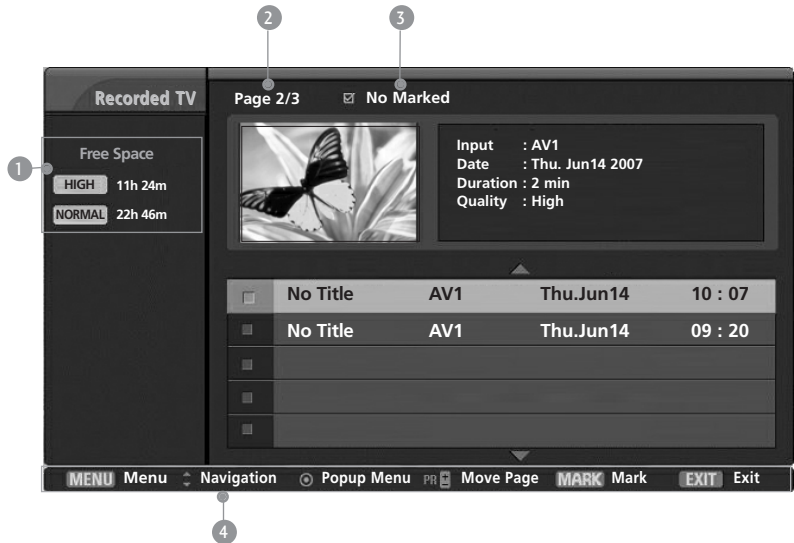 2 3
Recorded TV
Page 2/3 No Marked
1
Free Space
HIGH 11h 24m
NORMAL 22h 46m
Input : AV1
Date : Thu. Jun14 2007
Duration : 2 min
Quality : High
No Title AV1 Thu.Jun14 10 : 07
No Title AV1 Thu.Jun14 09 : 20
MENU Menu Navigation Popup Menu PR + - Move Page MARK Mark EXIT Exit
4